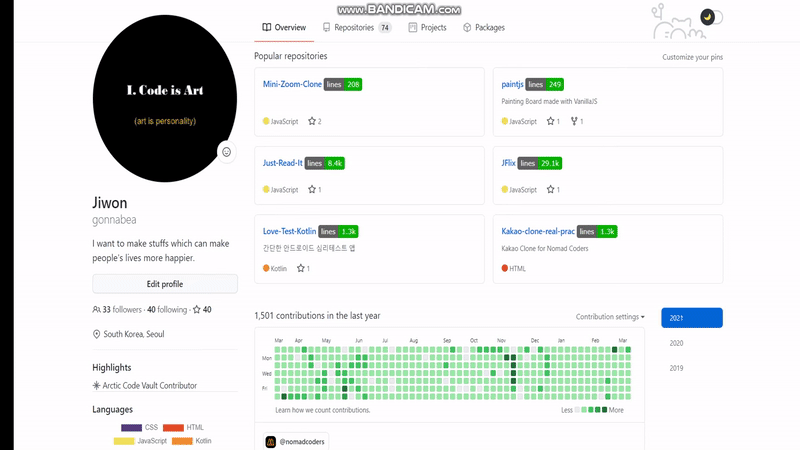 www.BANDICAM.com
Overview
Repositories 74
Projects
Packages
1. Code is Art
(art is personality)
Jiwon
gonnabea
I want to make stuffs which can make
people's lives more happier.
Edit profile
33 followers · 40 following · 40
South Korea, Seoul
Highlights
Arctic Code Vault Contributor
Languages
CSS HTML
JavaScript Kotlin
Popular repositories
Customize your pins
Mini-Zoom-Clone lines 208
JavaScript 2
paintjs lines 249
Painting Board made with VanillaJS
JavaScript 1 1
Just-Read-It lines 8.4k
JavaScript 1
JFlix lines 29.1k
JavaScript 1
Love-Test-Kotlin lines 1.3k
간단한 안드로이드 심리테스트 앱
Kotlin 1
Kakao-clone-real-prac lines 1.3k
Kakao Clone for Nomad Coders
HTML
1,501 contributions in the last year
Contribution settings
2021
2020
2019
Mar Apr May Jun Jul Aug Sep Oct Nov Dec Jan Feb Mar
Mon
Wed
Fri
Learn how we count contributions.
Less More
@nomadcoders